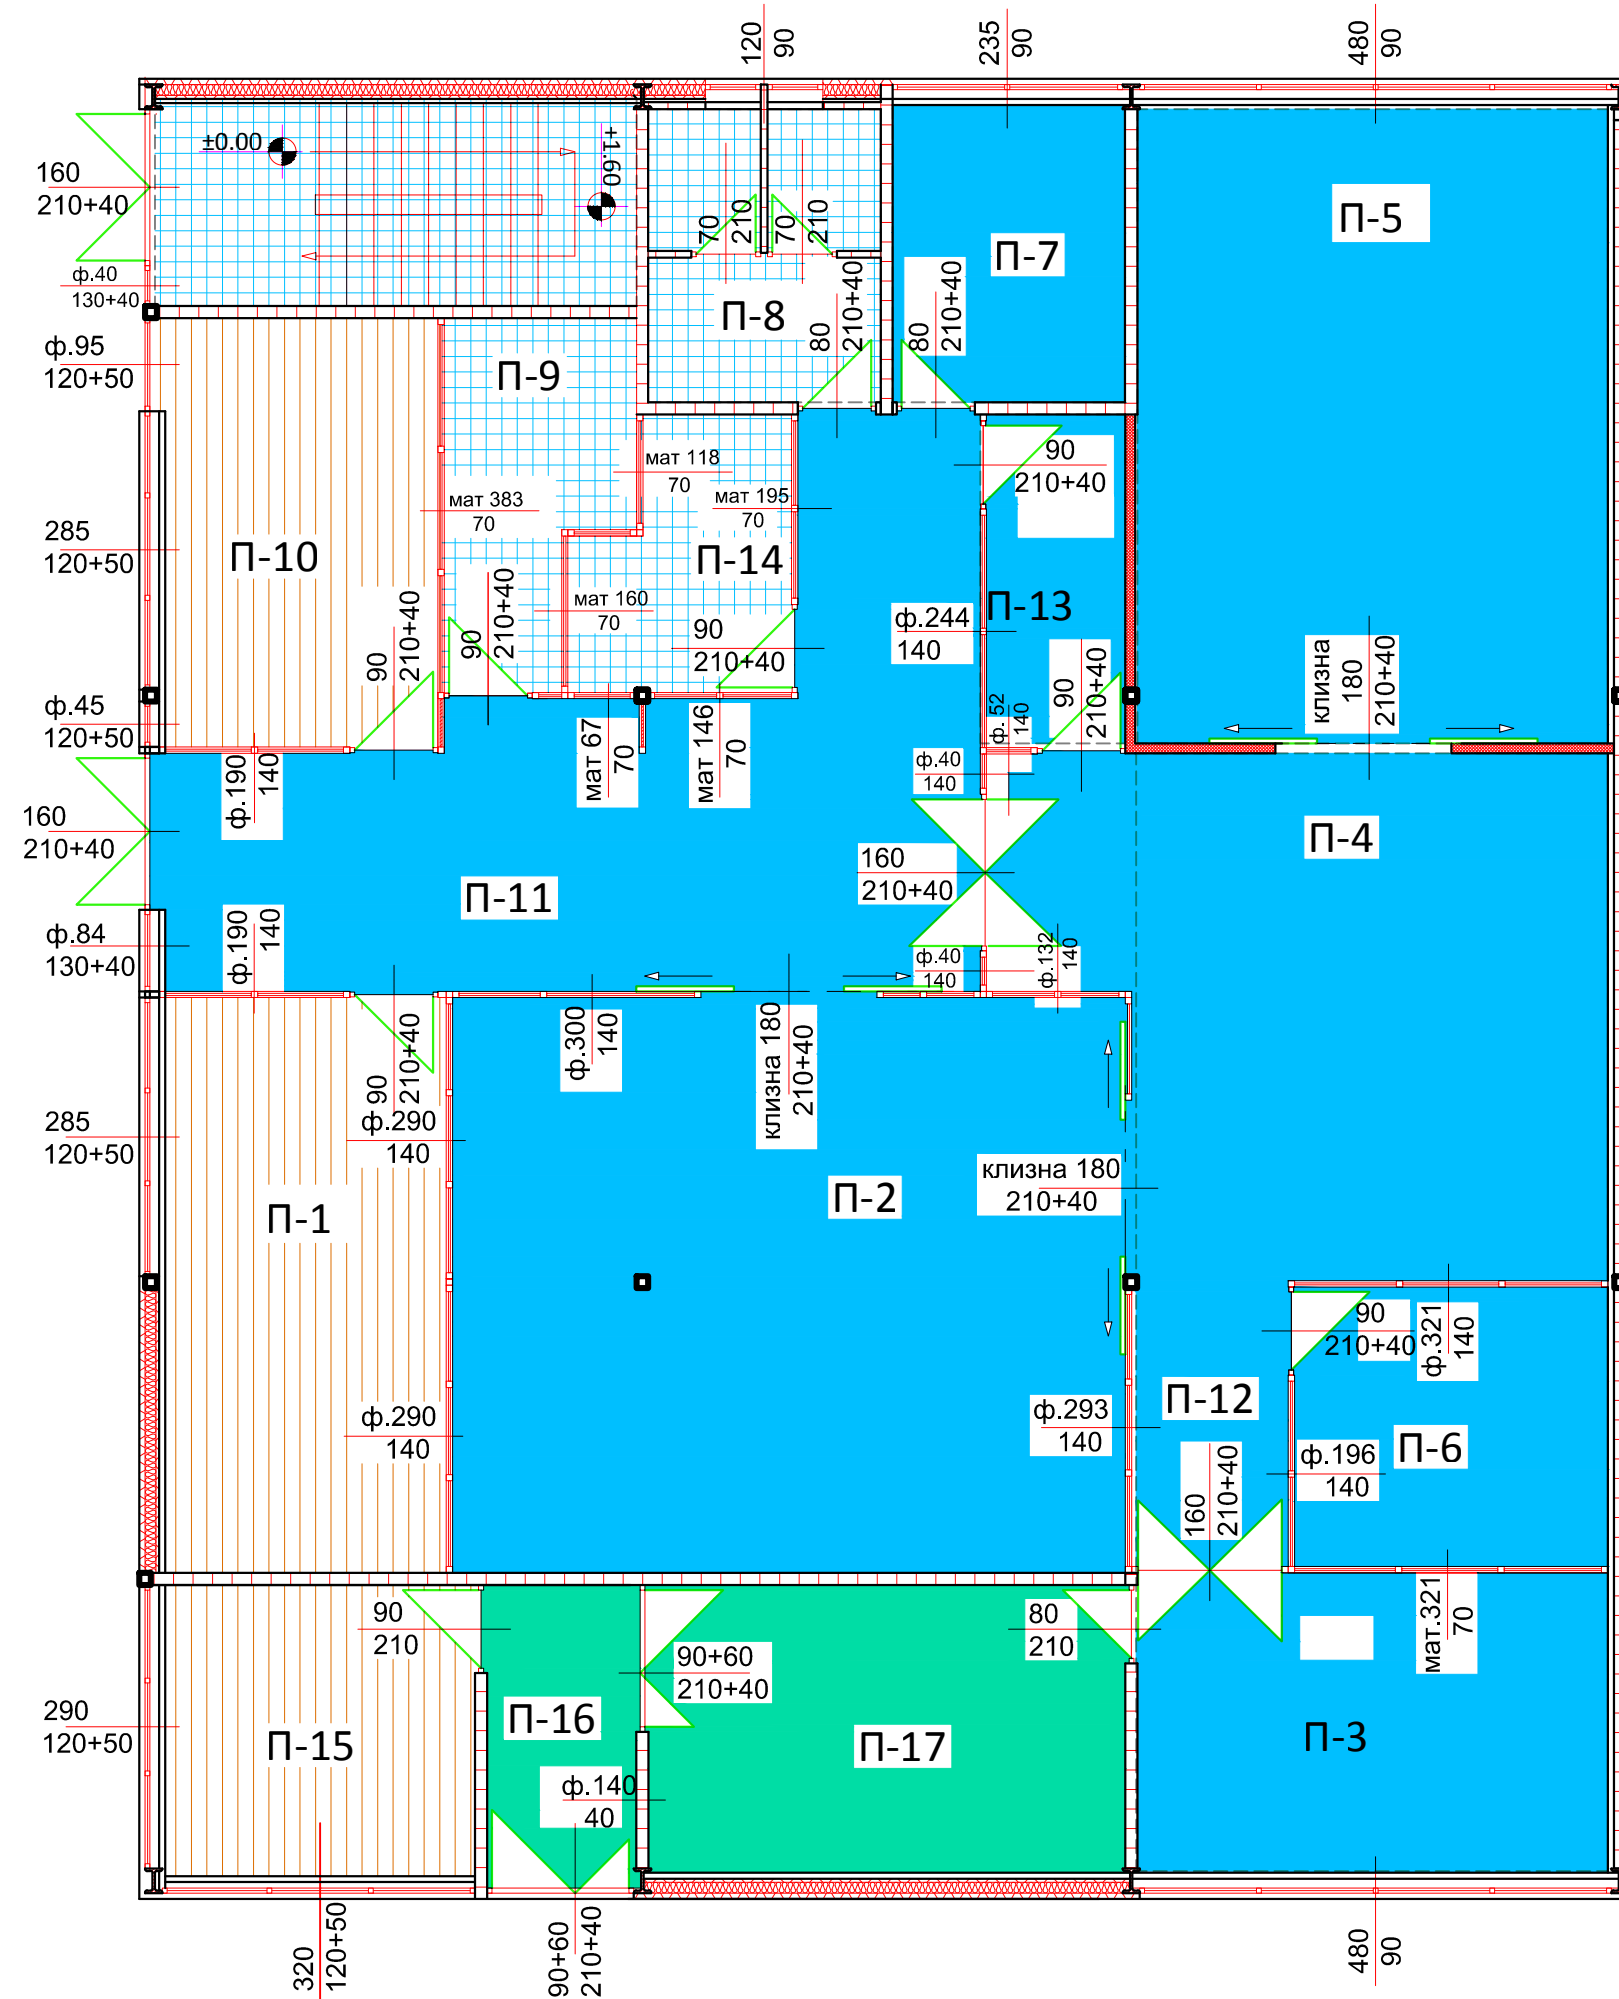 120
90
235
90
480
90
±0.00
+1.60
160
210+40
ф.40
130+40
70
210
70
210
П-5
П-7
П-8
80
210+40
80
210+40
ф.95
120+50
П-9
90
210+40
мат 118
70
мат 383
70
мат 195
70
285
120+50
П-10
П-14
90
210+40
90
210+40
мат 160
70
90
210+40
ф.244
140
П-13
90
210+40
клизна
180
210+40
ф.45
120+50
ф.190
140
мат 67
70
мат 146
70
ф. 52
140
ф.40
140
160
210+40
160
210+40
П-4
П-11
ф.84
130+40
ф.190
140
ф.40
140
ф.132
140
90
210+40
ф.300
140
клизна 180
210+40
285
120+50
ф.290
140
клизна 180
210+40
П-1
П-2
90
210+40
ф.321
140
П-12
ф.290
140
ф.293
140
П-6
ф.196
140
160
210+40
90
210
80
210
мат.321
70
90+60
210+40
290
120+50
П-15
П-16
П-17
П-3
ф.140
40
320
120+50
90+60
210+40
480
90